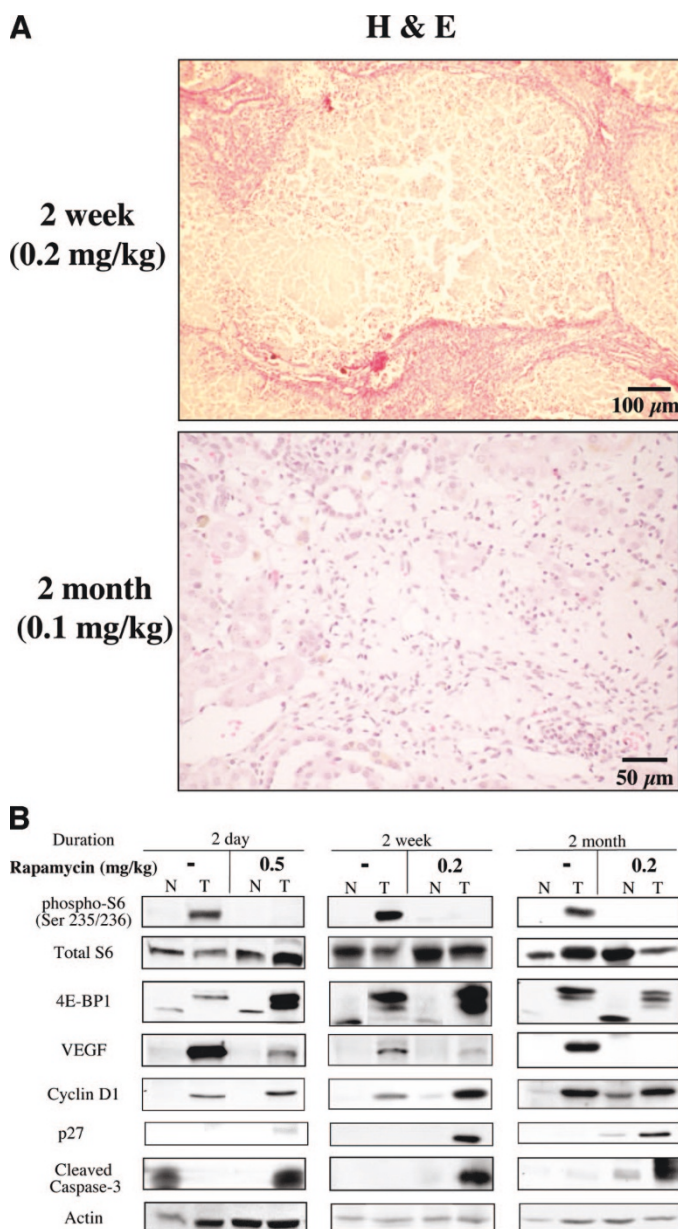 A
H & E
2 week
(0.2 mg/kg)
100 µm
2 month
(0.1 mg/kg)
50 µm
B
Duration 2 day 2 week 2 month
Rapamycin (mg/kg) - 0.5 - 0.2 - 0.2
N T N T N T N T N T N T
phospho-S6
(Ser 235/236)
Total S6
4E-BP1
VEGF
Cyclin D1
p27
Cleaved
Caspase-3
Actin